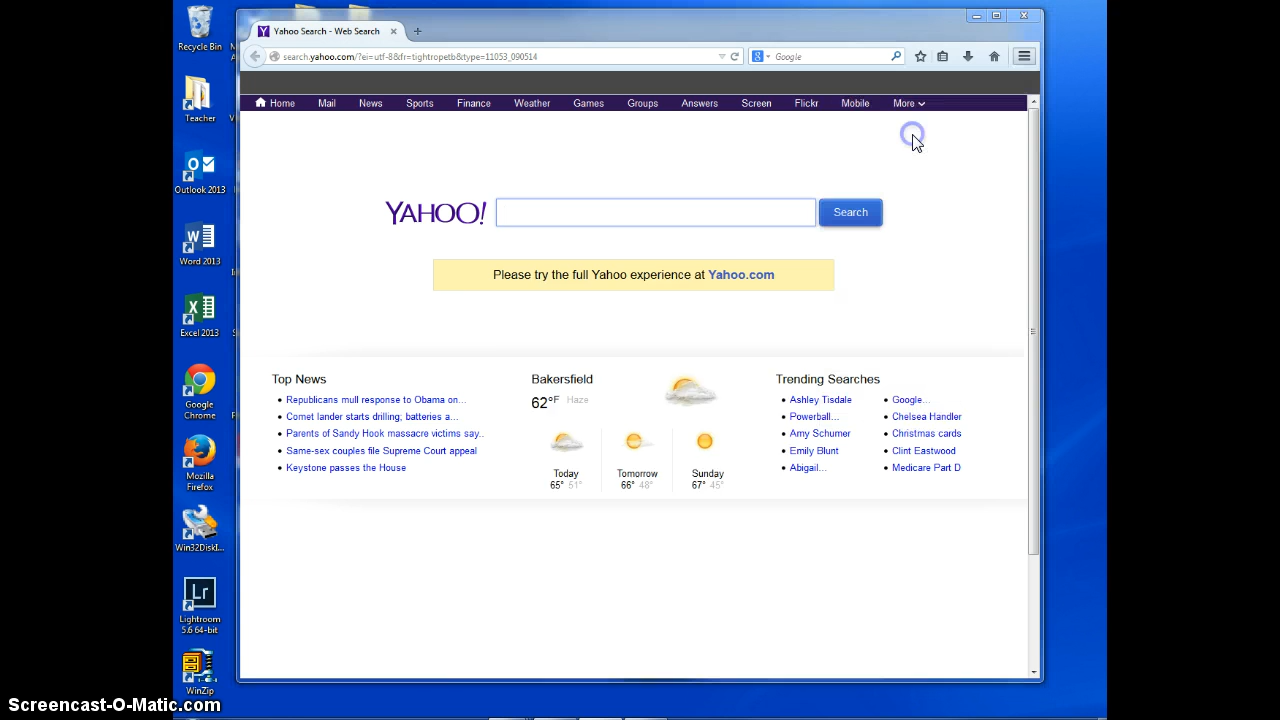 Recycle Bin
Teacher
Outlook 2013
Word 2013
Excel 2013
Google
Chrome
Mozilla
Firefox
Win32DiskI...
Lr
Lightroom
5.6 64-bit
WinZip
Yahoo Search - Web Search
search.yahoo.com/?ei=utf-8&fr=tightropetb&type=11053_090514
Google
Home Mail News Sports Finance Weather Games Groups Answers Screen Flickr Mobile More
YAHOO! Search
Please try the full Yahoo experience at Yahoo.com
Top News
Republicans mull response to Obama on...
Comet lander starts drilling; batteries a...
Parents of Sandy Hook massacre victims say..
Same-sex couples file Supreme Court appeal
Keystone passes the House
Bakersfield
62°F Haze
Today Tomorrow Sunday
65° 51° 66° 48° 67° 45°
Trending Searches
Ashley Tisdale
Powerball...
Amy Schumer
Emily Blunt
Abigail...
Google...
Chelsea Handler
Christmas cards
Clint Eastwood
Medicare Part D
Screencast-O-Matic.com